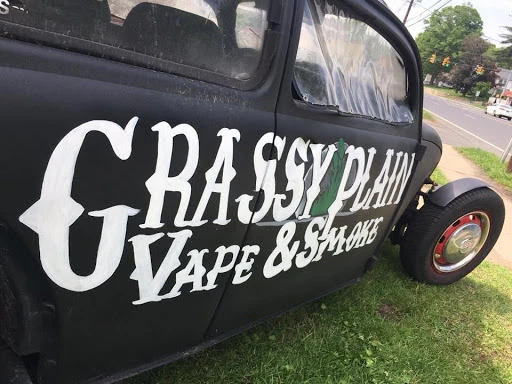 GRASSY PLAIN
VAPE & SMOKE